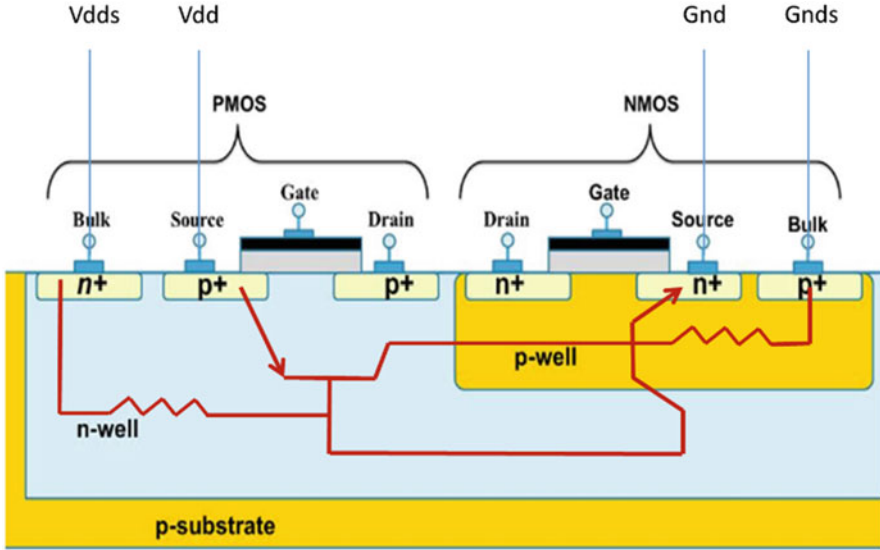 Vdds Vdd Gnd Gnds
PMOS NMOS
Gate Gate
Bulk Source Drain Drain Source Bulk
n+ p+ p+ n+ n+ p+
p-well
n-well
p-substrate